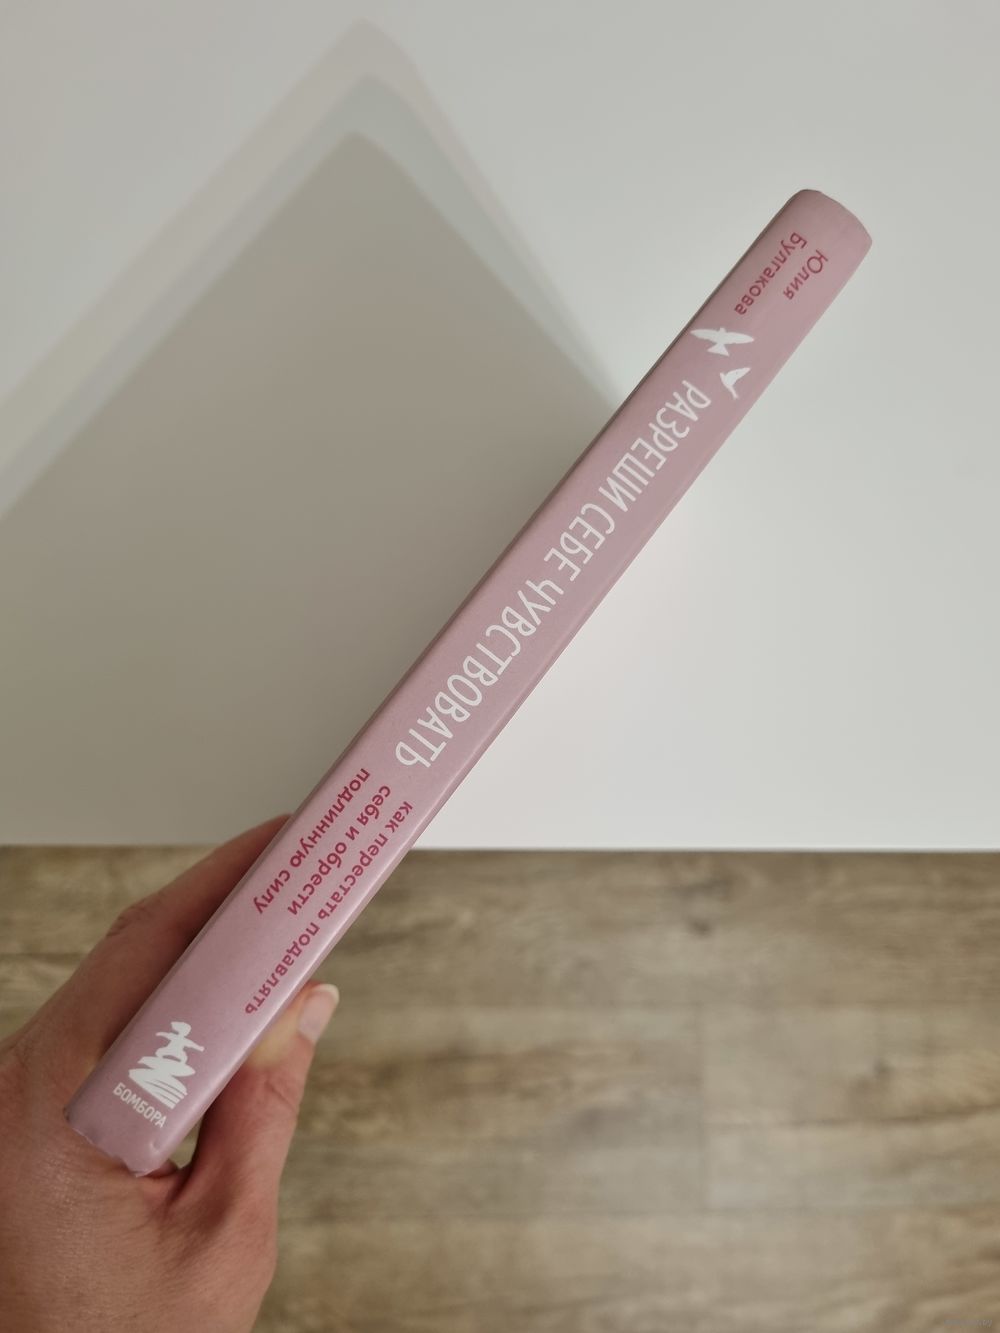 Юлия
Булгакова
РАЗРЕШИ СЕБЕ ЧУВСТВОВАТЬ
как перестать подавлять
себя и обрести
подлинную силу
БОМБОРА